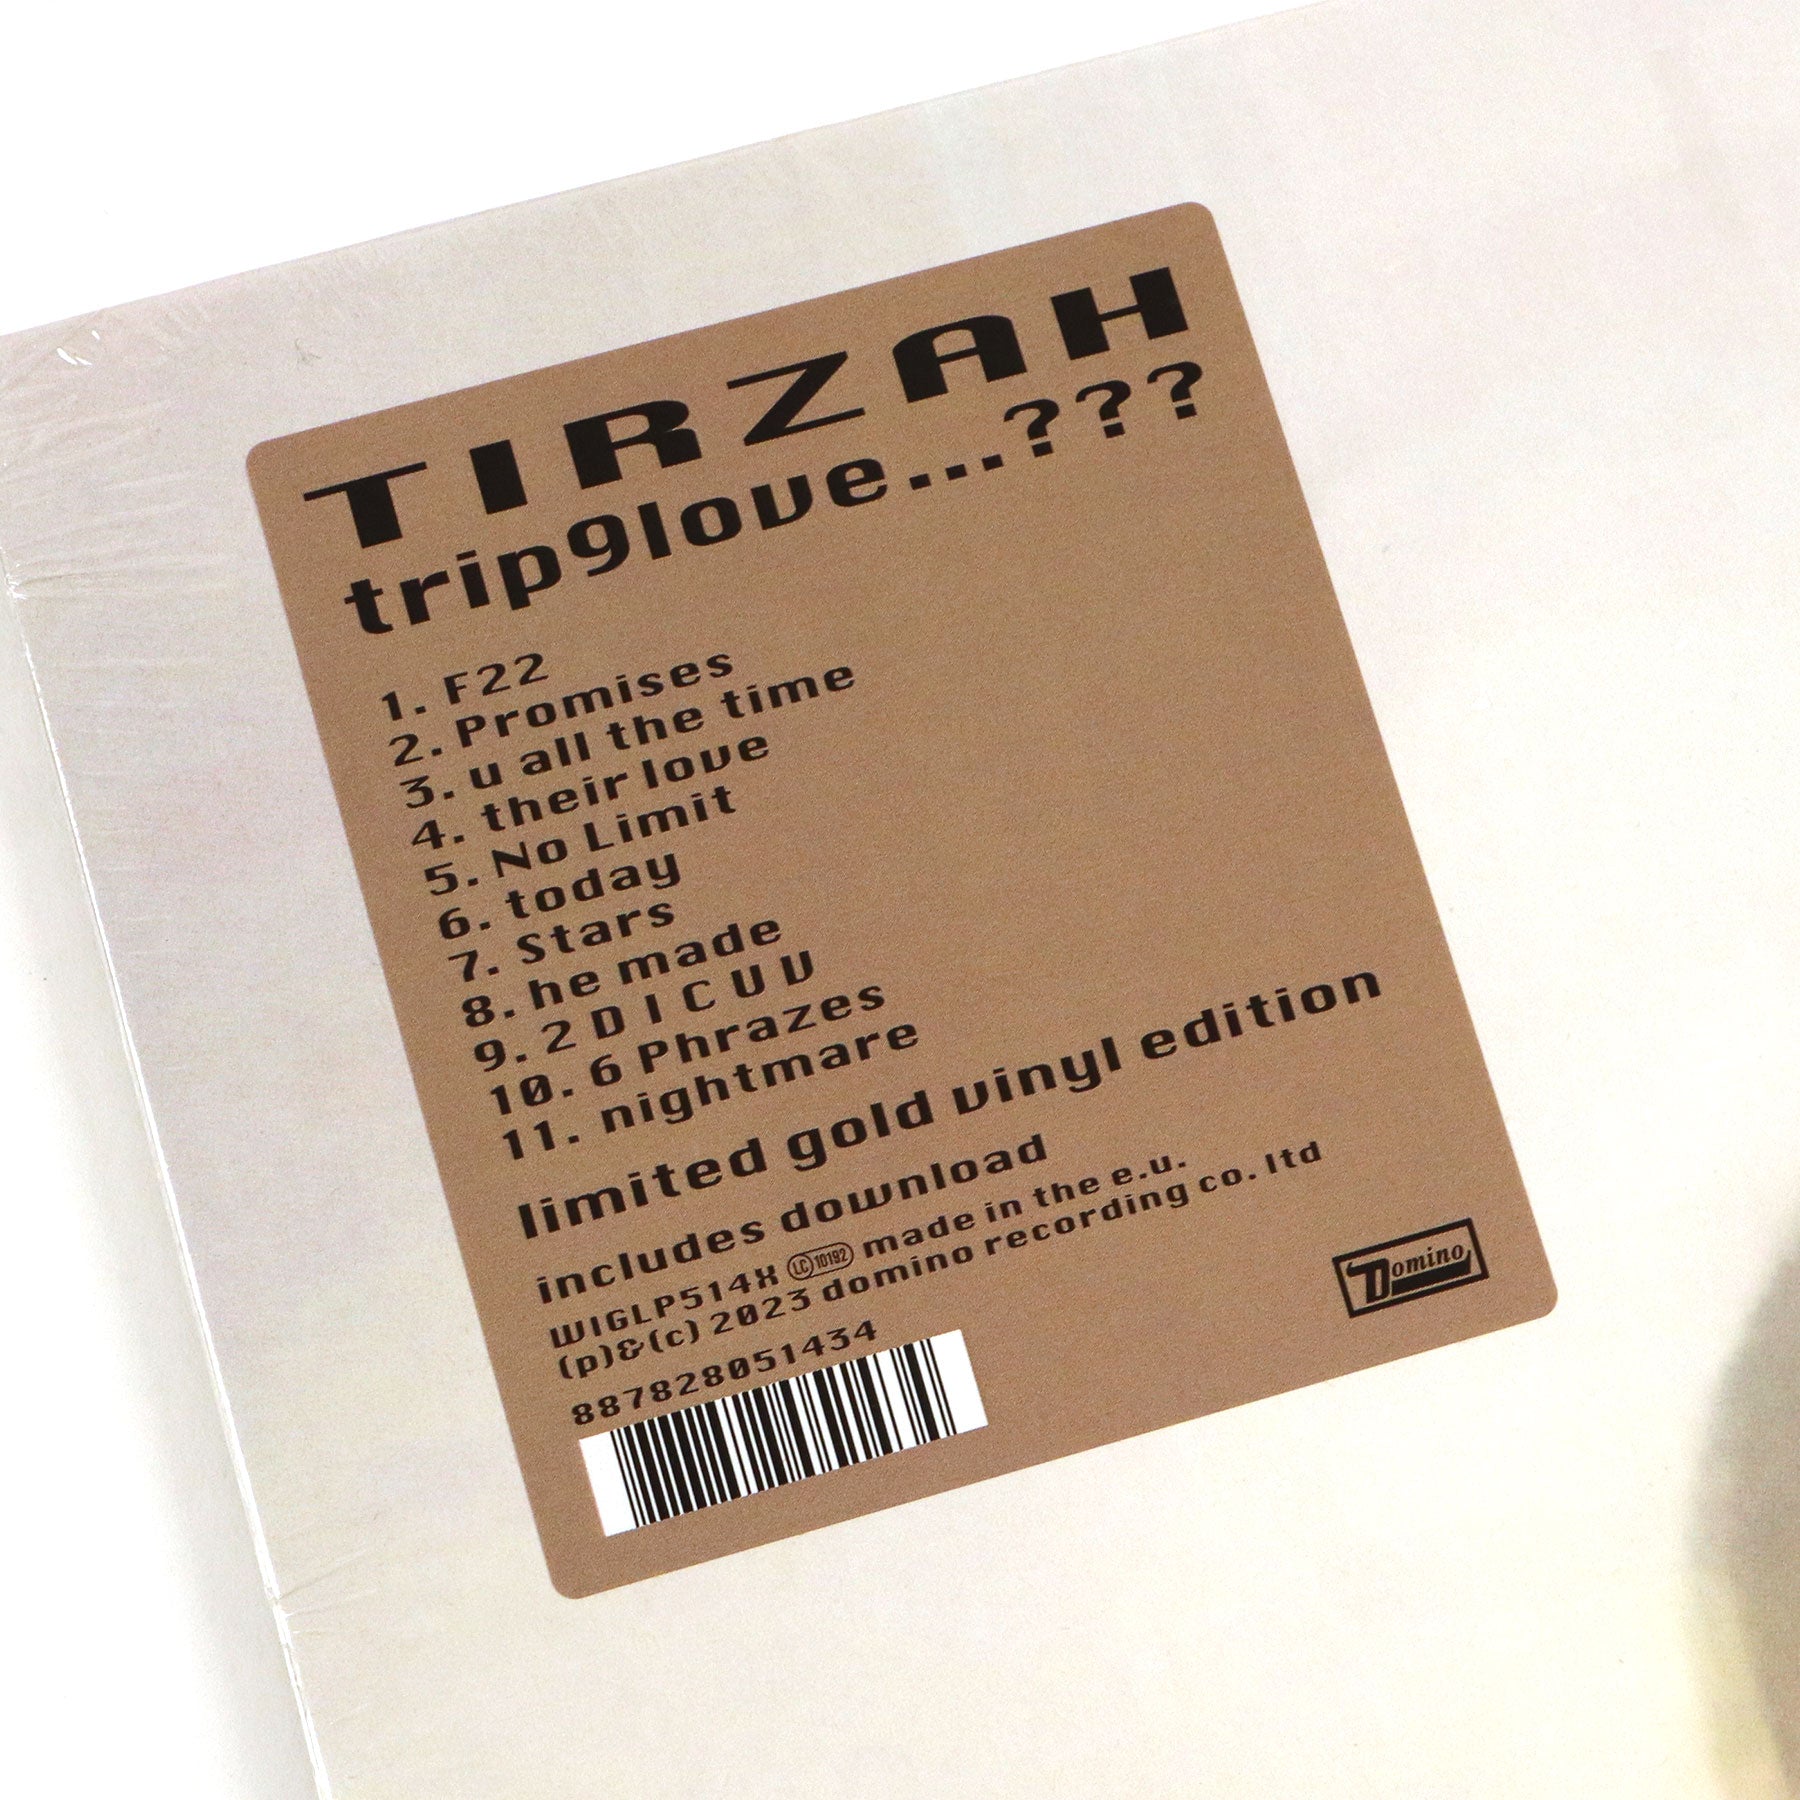 TIRZAH
trip9love...???
1. F22
2. Promises
3. u all the time
4. their love
5. No Limit
6. today
7. Stars
8. he made
9. 2 D I C U V
10. 6 Phrazes
11. nightmare
limited gold vinyl edition
includes download
WIGLP514X LC 10192 made in the e.u.
(p)&(c) 2023 domino recording co. ltd
887828051434
Domino